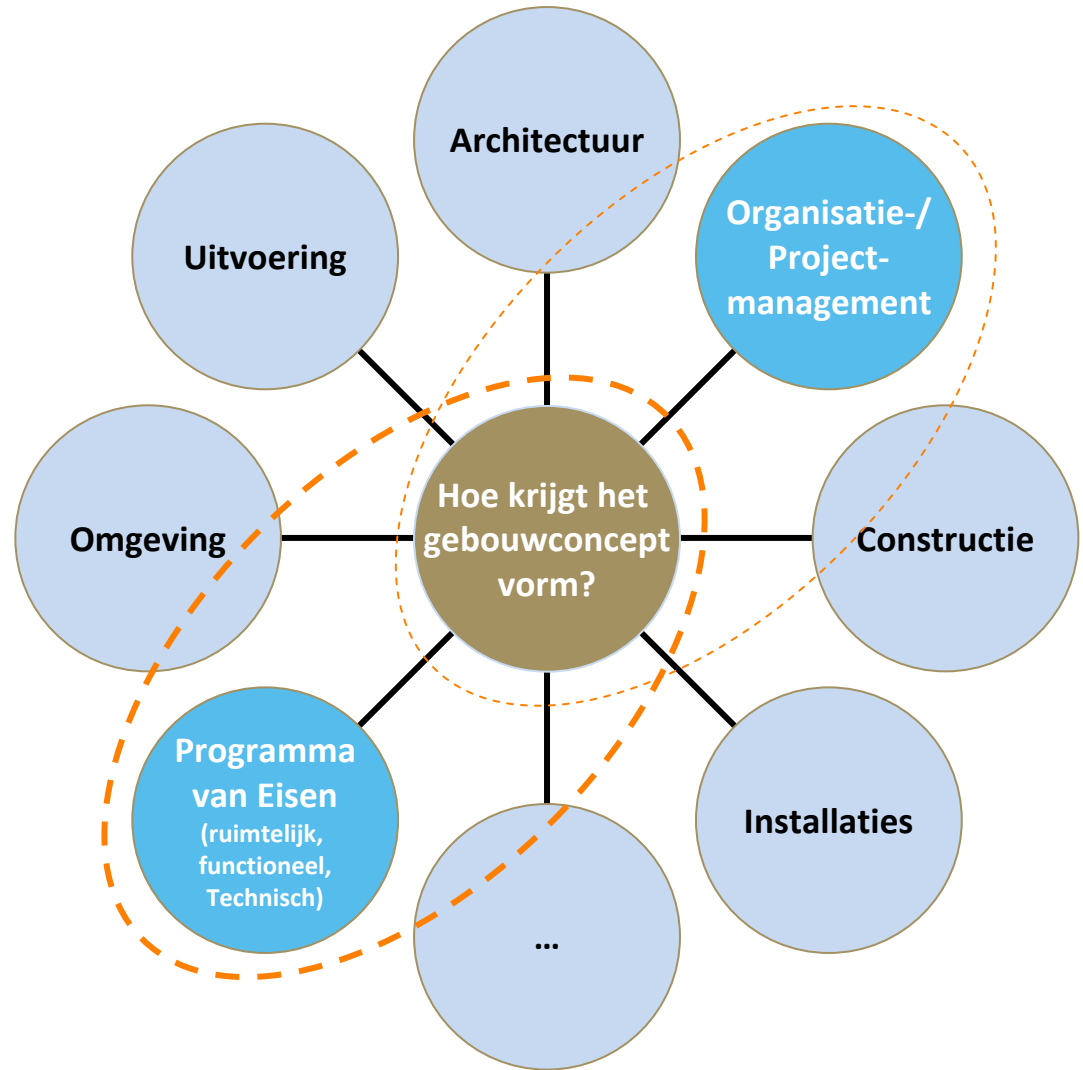 Architectuur
Organisatie-/
Project-
management
Uitvoering
Hoe krijgt het
gebouwconcept
vorm?
Omgeving
Constructie
Programma
van Eisen
(ruimtelijk,
functioneel,
Technisch)
Installaties
...